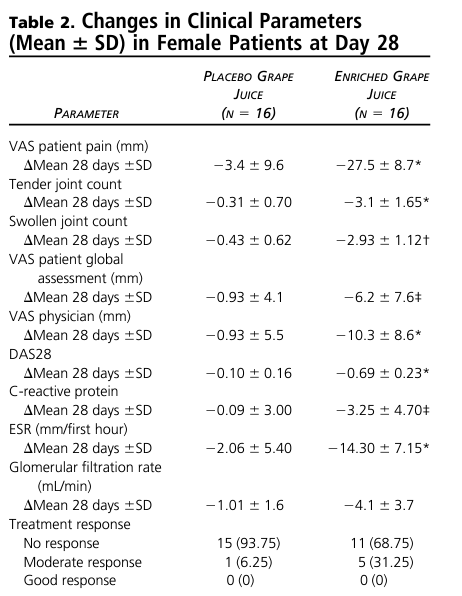 Table 2. Changes in Clinical Parameters
(Mean ± SD) in Female Patients at Day 28
PLACEBO GRAPE ENRICHED GRAPE
JUICE JUICE
PARAMETER (N = 16) (N = 16)
VAS patient pain (mm)
ΔMean 28 days ±SD −3.4 ± 9.6 −27.5 ± 8.7*
Tender joint count
ΔMean 28 days ±SD −0.31 ± 0.70 −3.1 ± 1.65*
Swollen joint count
ΔMean 28 days ±SD −0.43 ± 0.62 −2.93 ± 1.12†
VAS patient global
assessment (mm)
ΔMean 28 days ±SD −0.93 ± 4.1 −6.2 ± 7.6‡
VAS physician (mm)
ΔMean 28 days ±SD −0.93 ± 5.5 −10.3 ± 8.6*
DAS28
ΔMean 28 days ±SD −0.10 ± 0.16 −0.69 ± 0.23*
C-reactive protein
ΔMean 28 days ±SD −0.09 ± 3.00 −3.25 ± 4.70‡
ESR (mm/first hour)
ΔMean 28 days ±SD −2.06 ± 5.40 −14.30 ± 7.15*
Glomerular filtration rate
(mL/min)
ΔMean 28 days ±SD −1.01 ± 1.6 −4.1 ± 3.7
Treatment response
No response 15 (93.75) 11 (68.75)
Moderate response 1 (6.25) 5 (31.25)
Good response 0 (0) 0 (0)